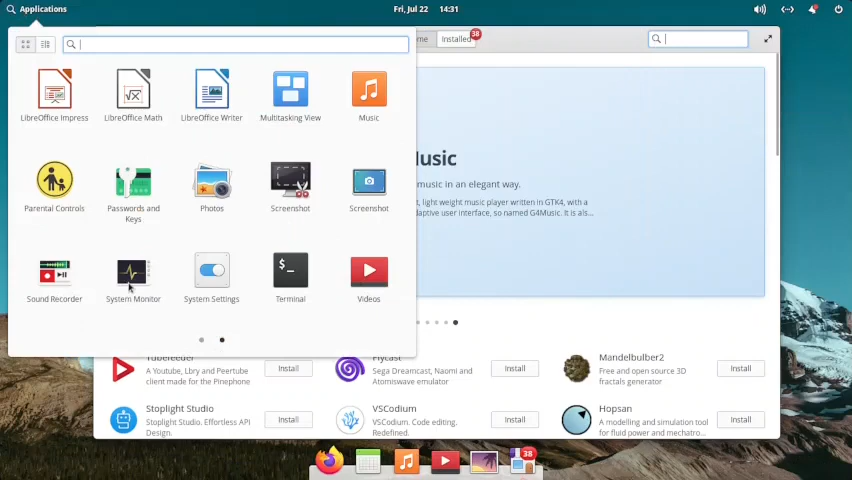 Applications
Fri, Jul 22 14:31
Installed
38
LibreOffice Impress
LibreOffice Math
LibreOffice Writer
Multitasking View
Music
Parental Controls
Passwords and
Keys
Photos
Screenshot
Screenshot
Sound Recorder
System Monitor
System Settings
Terminal
Videos
music in an elegant way.
light weight music player written in GTK4, with a
user interface, so named G4Music. It is als...
A Youtube, Lbry and Peertube
client made for the Pinephone
Install
Flycast
Sega Dreamcast, Naomi and
Atomiswave emulator
Install
Mandelbulber2
Free and open source 3D
fractals generator
Install
Stoplight Studio
Stoplight Studio. Effortless API
Design.
Install
VSCodium
VSCodium. Code editing.
Redefined.
Install
Hopsan
A modelling and simulation tool
for fluid power and mechatro...
Install
38